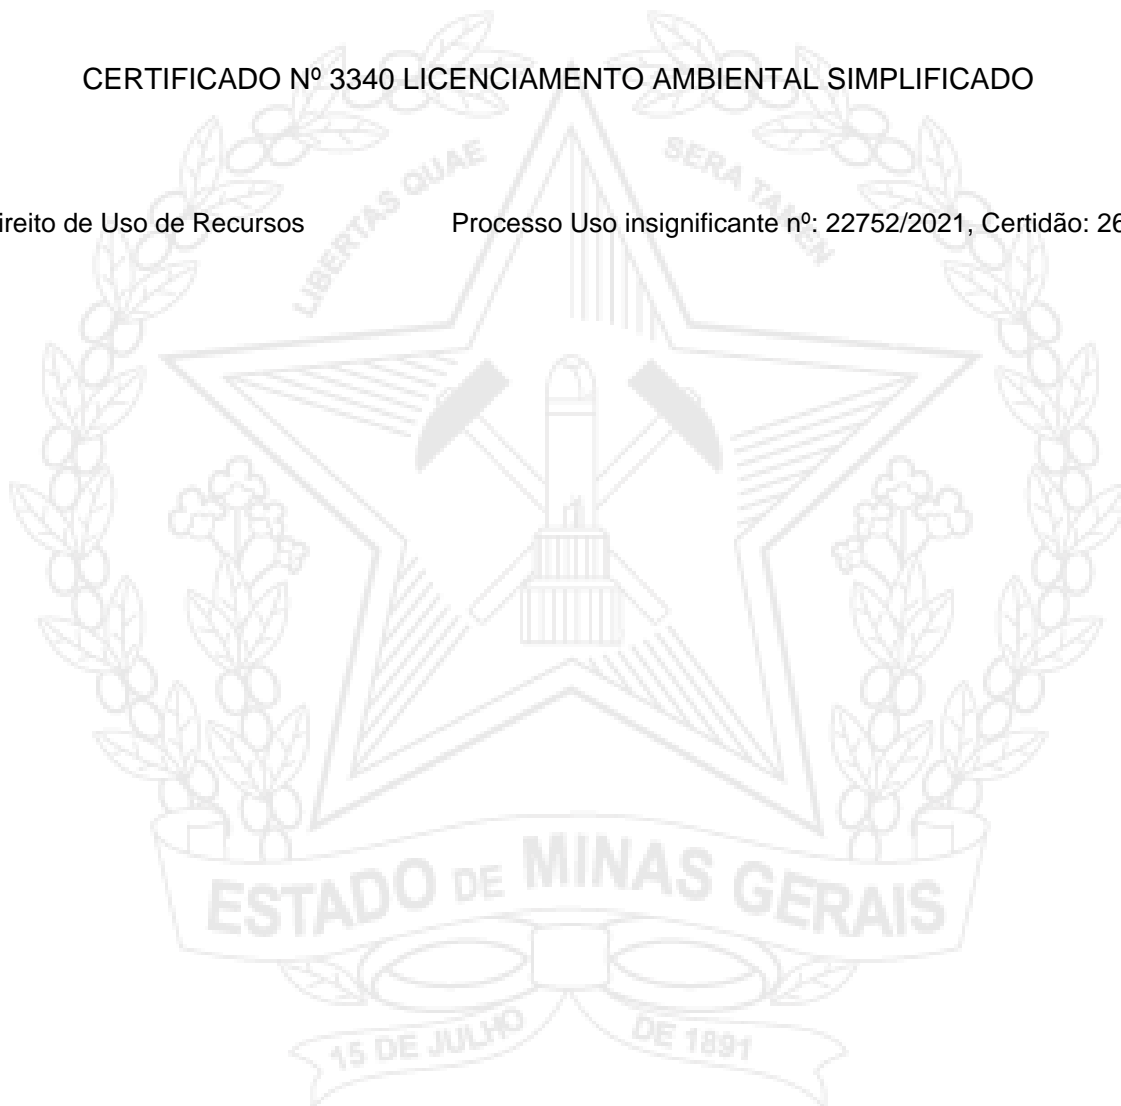 CERTIFICADO Nº 3340 LICENCIAMENTO AMBIENTAL SIMPLIFICADO
LIBERTAS QUAE SERA TAMEN
ireito de Uso de Recursos Processo Uso insignificante nº: 22752/2021, Certidão: 26
ESTADO DE MINAS GERAIS
15 DE JULHO DE 1891